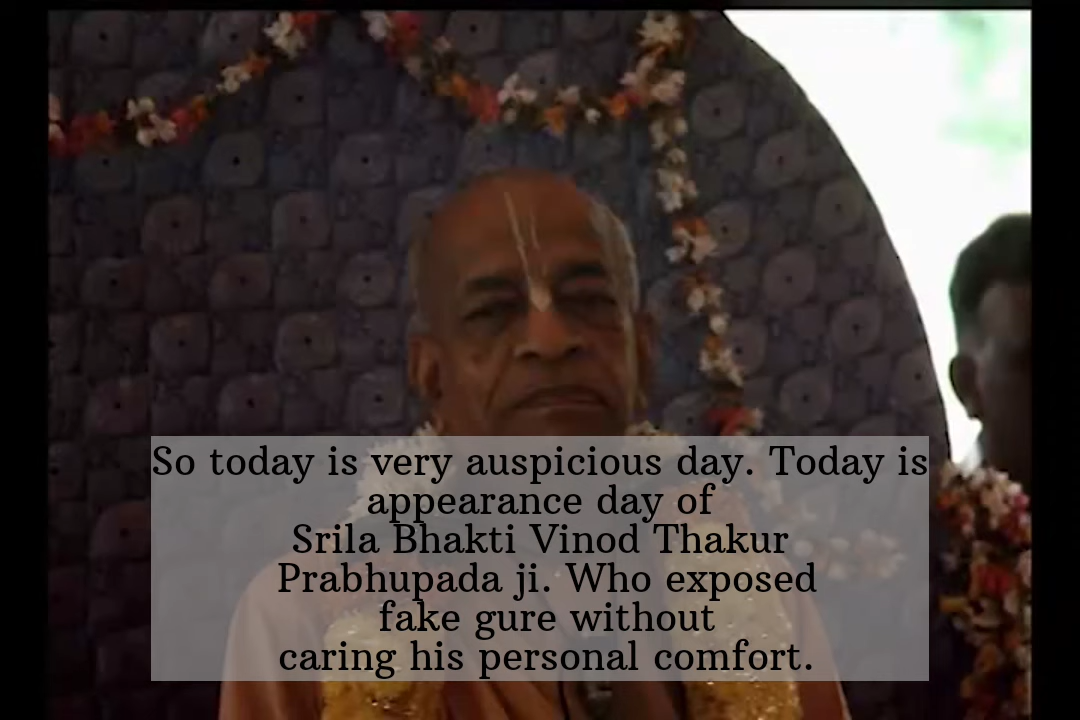 So today is very auspicious day. Today is
appearance day of
Srila Bhakti Vinod Thakur
Prabhupada ji. Who exposed
fake gure without
caring his personal comfort.